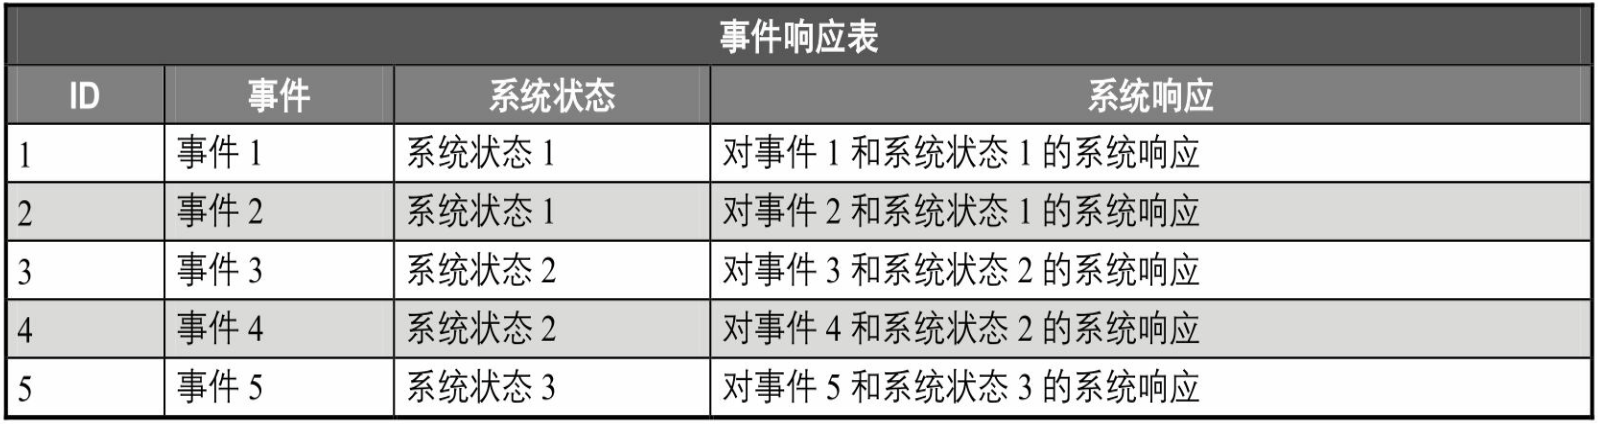 事件响应表
ID 事件 系统状态 系统响应
1 事件 1 系统状态 1 对事件 1 和系统状态 1 的系统响应
2 事件 2 系统状态 1 对事件 2 和系统状态 1 的系统响应
3 事件 3 系统状态 2 对事件 3 和系统状态 2 的系统响应
4 事件 4 系统状态 2 对事件 4 和系统状态 2 的系统响应
5 事件 5 系统状态 3 对事件 5 和系统状态 3 的系统响应